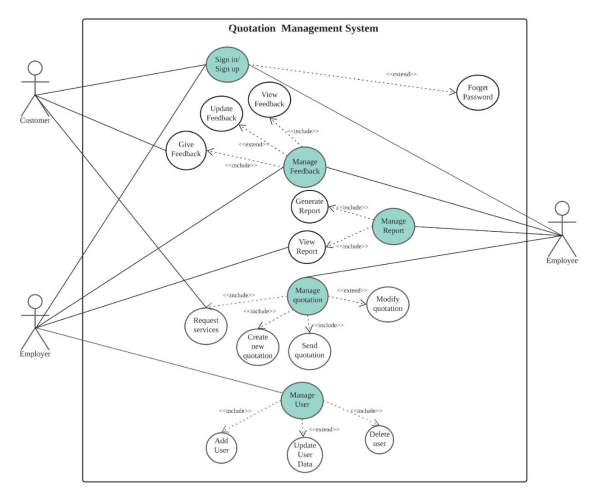 Quotation Management System
Sign in/
Sign up
<<extend>>
Forget
Password
View
Feedback
Update
Feedback
Customer
<<include>>
Give
Feedback
<<extend>>
<<include>>
Manage
Feedback
Generate
Report
<<include>>
Manage
Report
View
Report
<<include>>
Employee
Manage
quotation
<<include>>
<<extend>>
Modify
quotation
Request
services
<<include>>
<<include>>
Create
new
quotation
Send
quotation
Employer
Manage
User
<<include>>
<<extend>>
<<include>>
Add
User
Update
User
Data
Delete
user